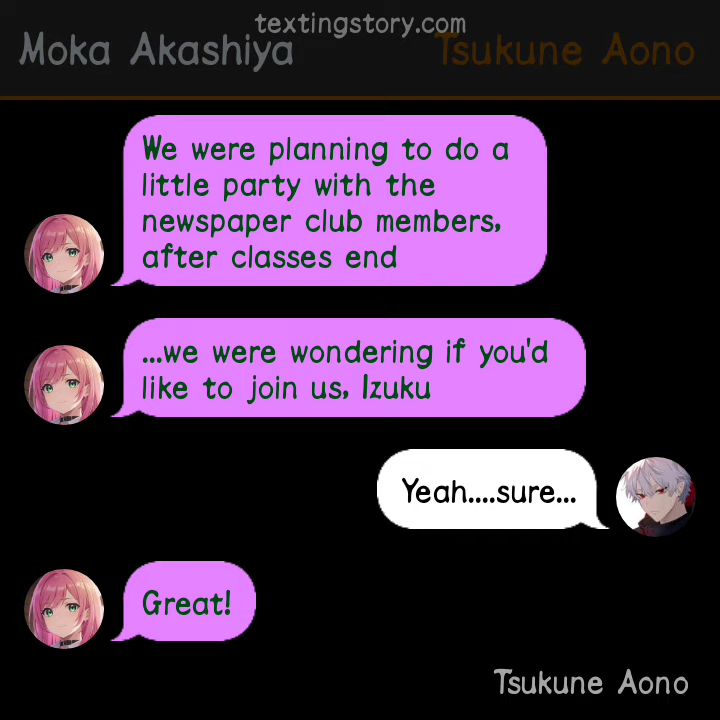 textingstory.com
Moka Akashiya
Tsukune Aono
We were planning to do a
little party with the
newspaper club members,
after classes end
...we were wondering if you'd
like to join us, Izuku
Yeah....sure...
Great!
Tsukune Aono